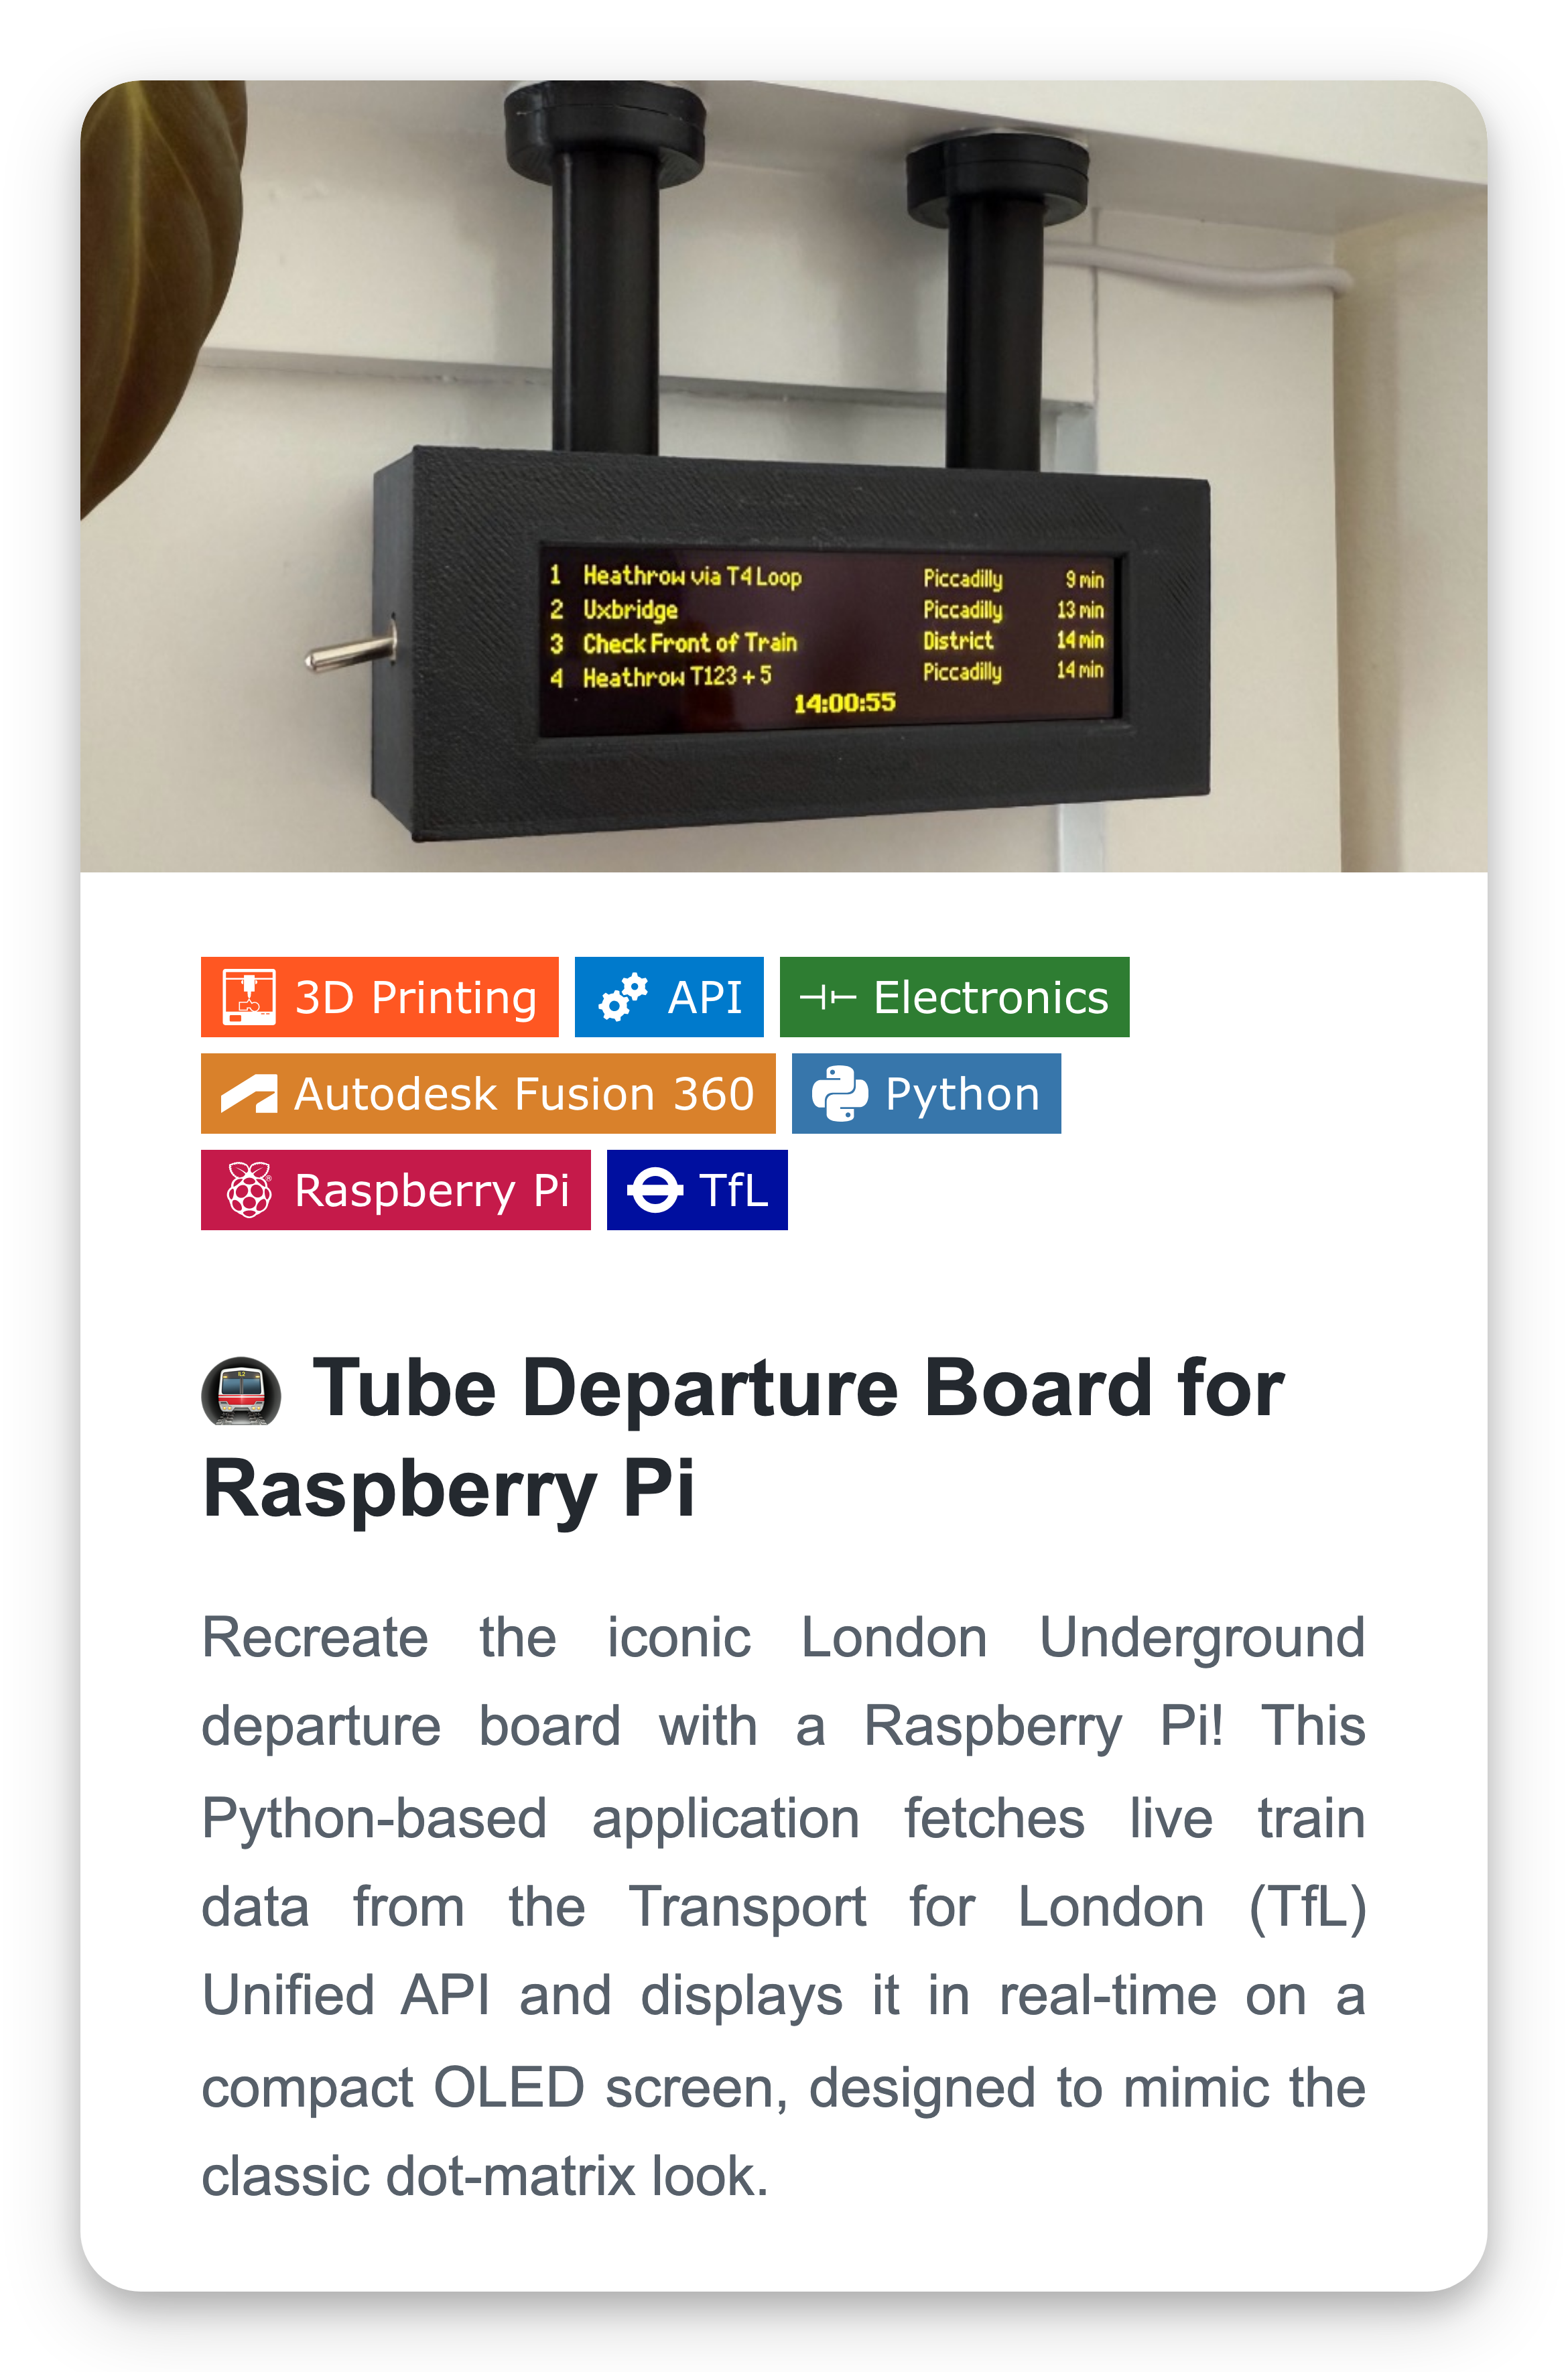 1 Heathrow via T4 Loop Piccadilly 9 min
2 Uxbridge Piccadilly 13 min
3 Check Front of Train District 14 min
4 Heathrow T123 + 5 Piccadilly 14 min
14:00:55
3D Printing API Electronics
Autodesk Fusion 360 Python
Raspberry Pi TfL
Tube Departure Board for
Raspberry Pi
Recreate the iconic London Underground
departure board with a Raspberry Pi! This
Python-based application fetches live train
data from the Transport for London (TfL)
Unified API and displays it in real-time on a
compact OLED screen, designed to mimic the
classic dot-matrix look.